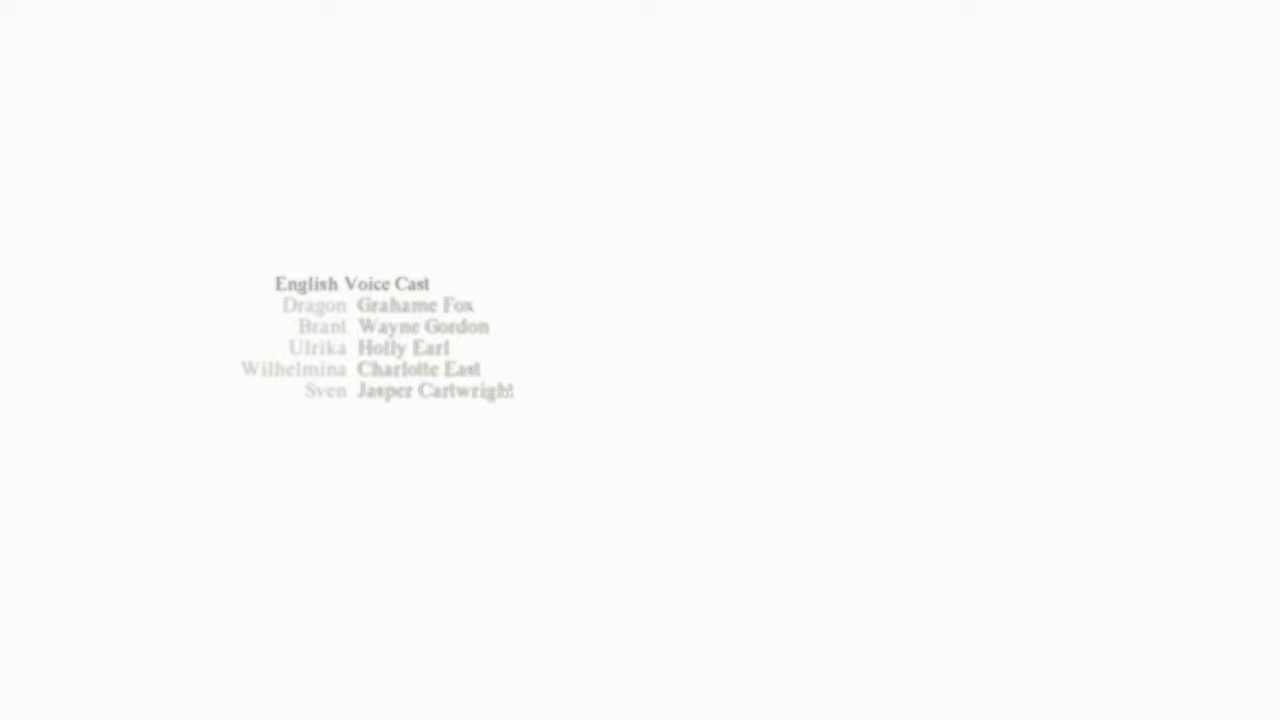 English Voice Cast
Dragon Grahame Fox
Brant Wayne Gordon
Ulrika Holly Earl
Wilhelmina Charlotte East
Sven Jasper Cartwright